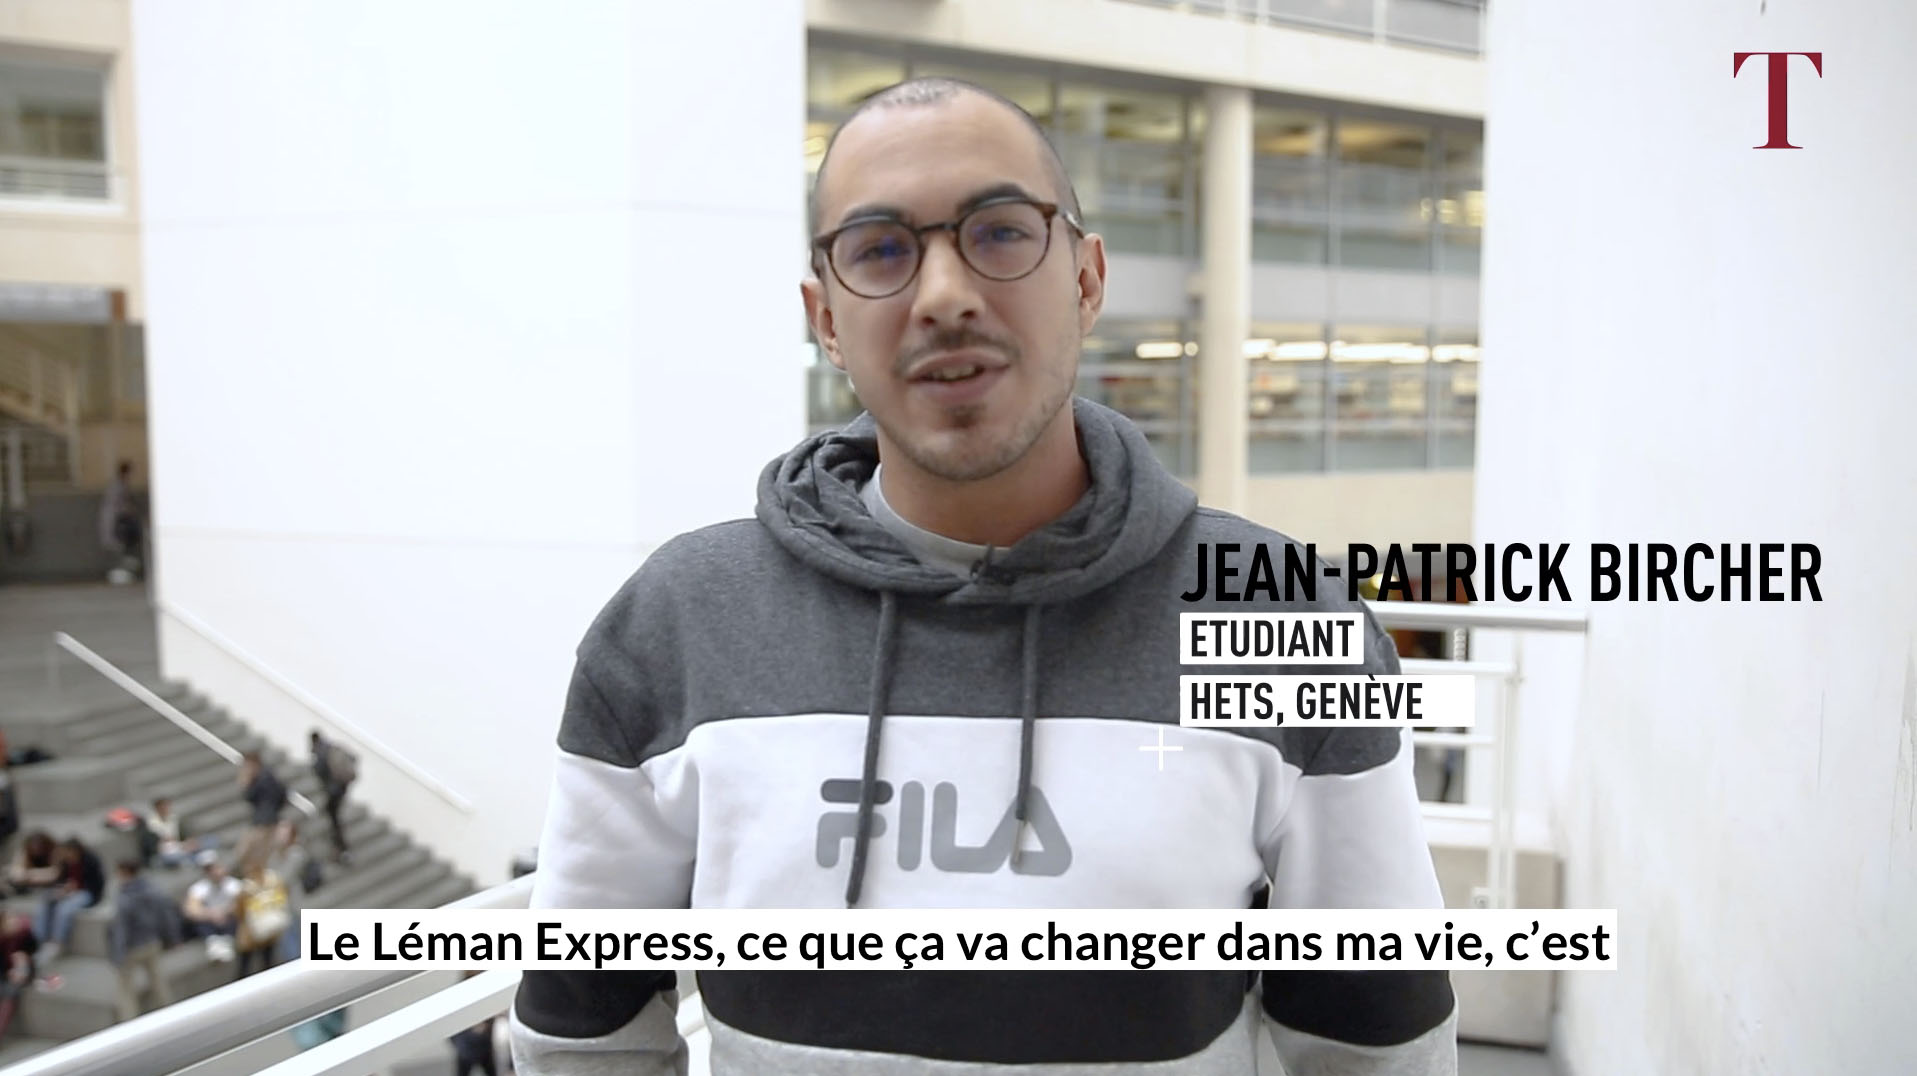 T
JEAN-PATRICK BIRCHER
ETUDIANT
HETS, GENÈVE
FILA
Le Léman Express, ce que ça va changer dans ma vie, c’est